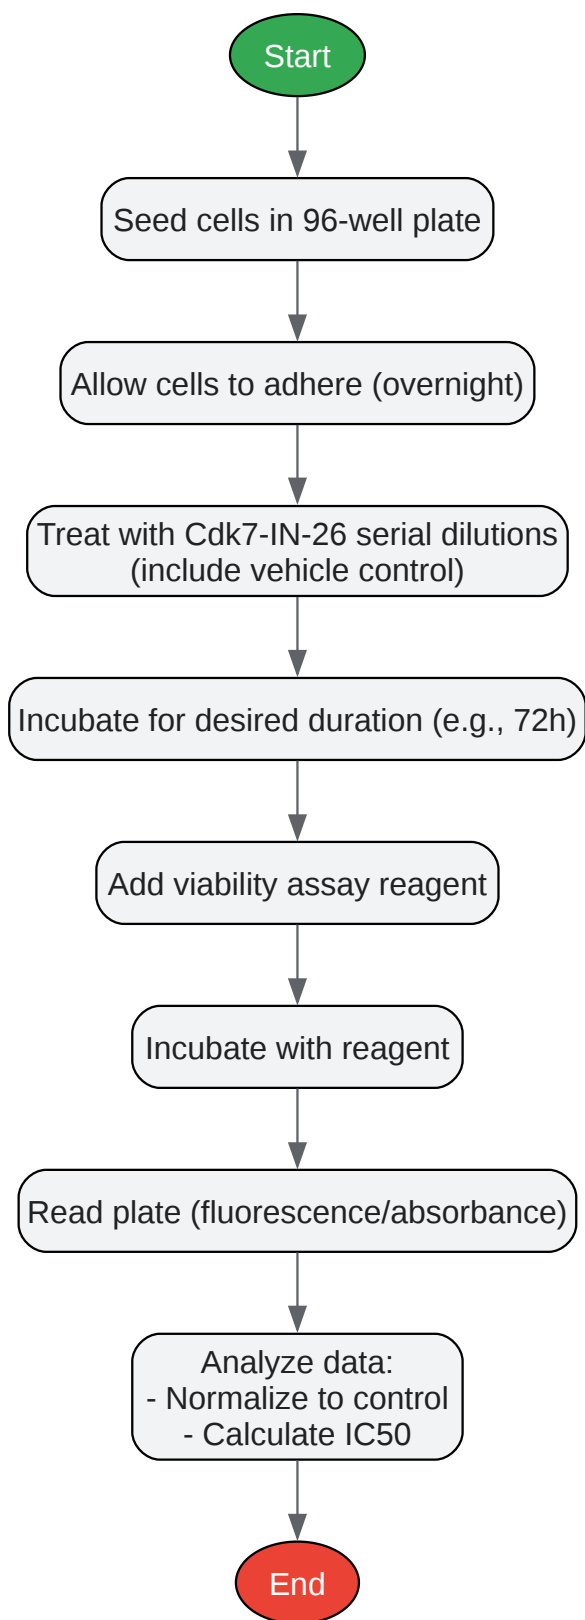 Start
Seed cells in 96-well plate
Allow cells to adhere (overnight)
Treat with Cdk7-IN-26 serial dilutions
(include vehicle control)
Incubate for desired duration (e.g., 72h)
Add viability assay reagent
Incubate with reagent
Read plate (fluorescence/absorbance)
Analyze data:
- Normalize to control
- Calculate IC50
End